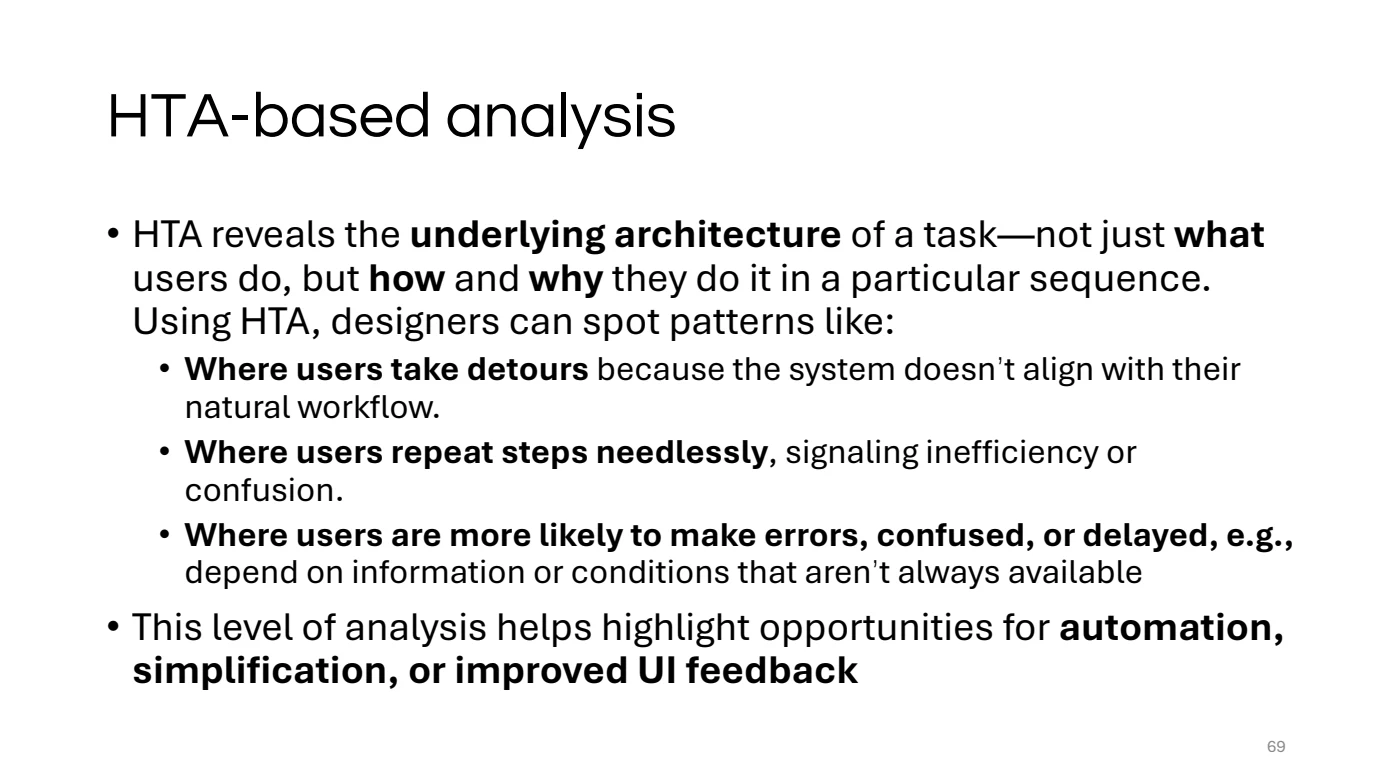 HTA-based analysis
• HTA reveals the underlying architecture of a task—not just what
users do, but how and why they do it in a particular sequence.
Using HTA, designers can spot patterns like:
• Where users take detours because the system doesn’t align with their
natural workflow.
• Where users repeat steps needlessly, signaling inefficiency or
confusion.
• Where users are more likely to make errors, confused, or delayed, e.g.,
depend on information or conditions that aren’t always available
• This level of analysis helps highlight opportunities for automation,
simplification, or improved UI feedback
69